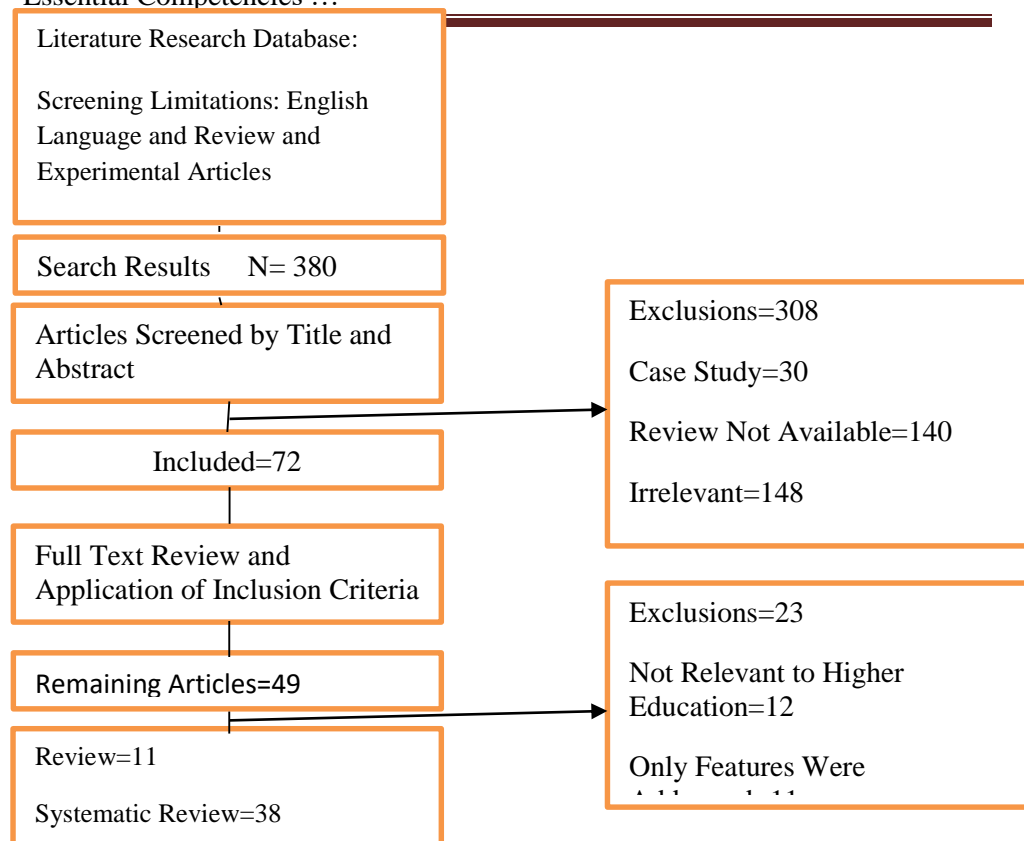 Essential Competencies …
Literature Research Database:
Screening Limitations: English
Language and Review and
Experimental Articles
Search Results N= 380
Articles Screened by Title and
Abstract
Exclusions=308
Case Study=30
Review Not Available=140
Irrelevant=148
Included=72
Full Text Review and
Application of Inclusion Criteria
Remaining Articles=49
Exclusions=23
Not Relevant to Higher
Education=12
Only Features Were
Review=11
Systematic Review=38